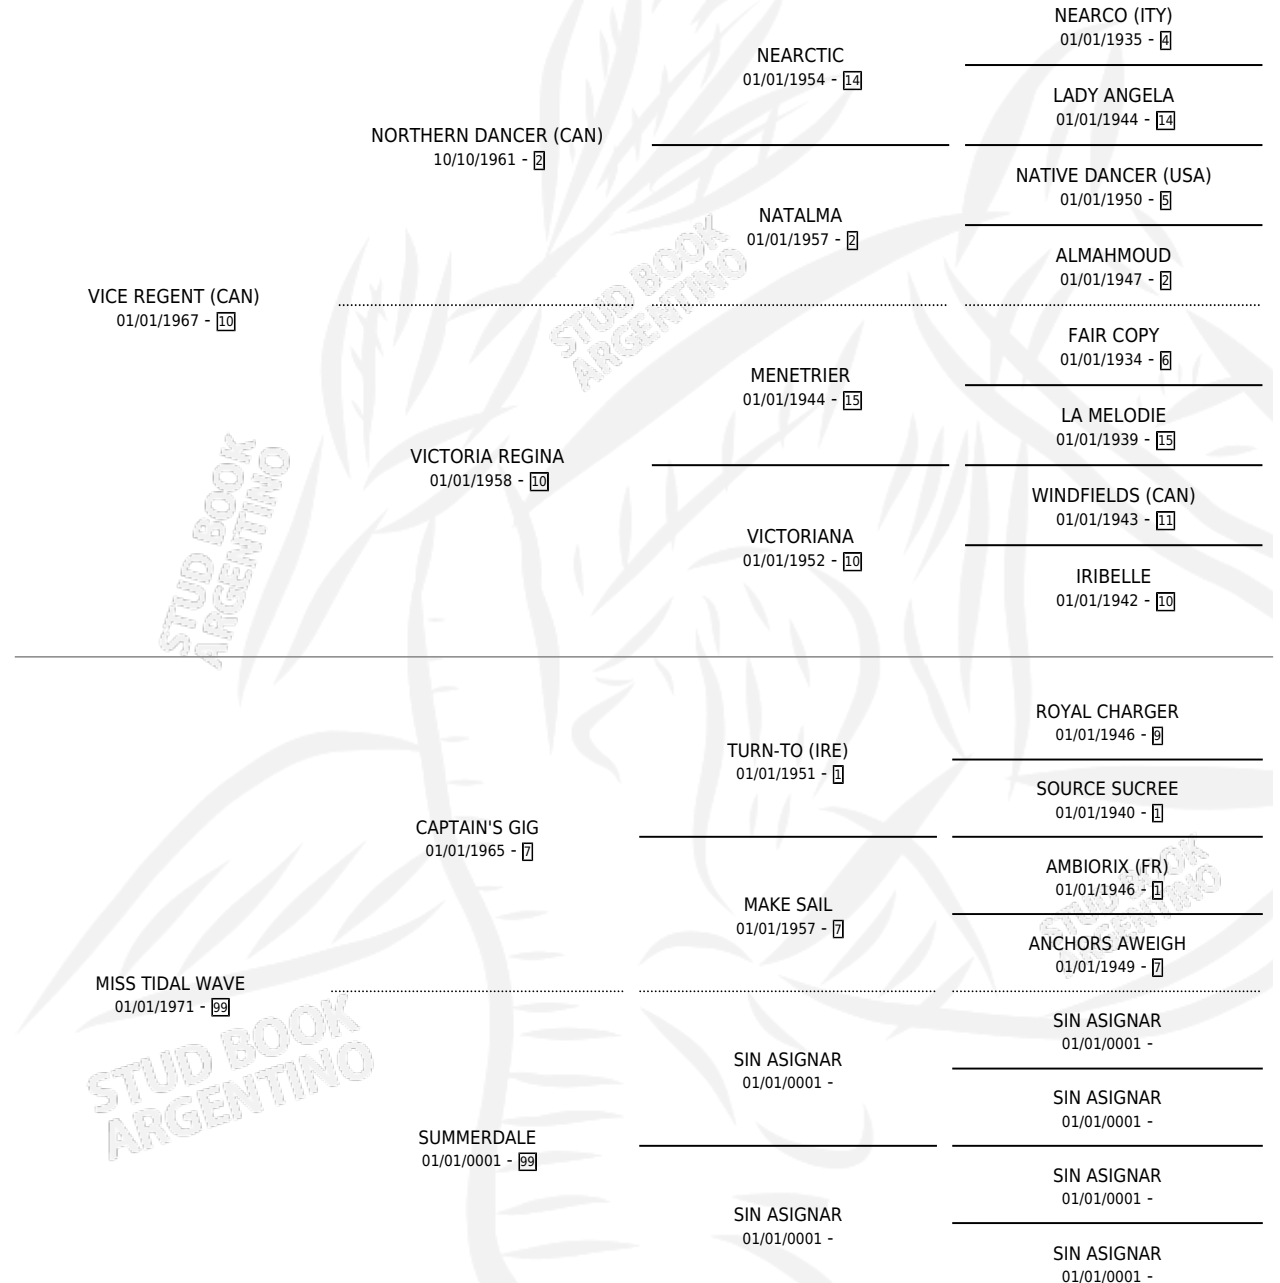 NEARCO (ITY)
01/01/1935 - 4
NEARCTIC
01/01/1954 - 14
LADY ANGELA
01/01/1944 - 14
NORTHERN DANCER (CAN)
10/10/1961 - 2
NATIVE DANCER (USA)
01/01/1950 - 5
NATALMA
01/01/1957 - 2
ALMAHMOUD
01/01/1947 - 2
VICE REGENT (CAN)
01/01/1967 - 10
STUD BOOK
ARGENTINO
FAIR COPY
01/01/1934 - 6
MENETRIER
01/01/1944 - 15
LA MELODIE
01/01/1939 - 15
VICTORIA REGINA
01/01/1958 - 10
WINDFIELDS (CAN)
01/01/1943 - 11
VICTORIANA
01/01/1952 - 10
IRIBELLE
01/01/1942 - 10
STUD BOOK
ARGENTINO
ROYAL CHARGER
01/01/1946 - 9
TURN-TO (IRE)
01/01/1951 - 1
SOURCE SUCREE
01/01/1940 - 1
CAPTAIN'S GIG
01/01/1965 - 7
AMBIORIX (FR)
01/01/1946 - 1
MAKE SAIL
01/01/1957 - 7
ANCHORS AWEIGH
01/01/1949 - 7
STUD BOOK
ARGENTINO
MISS TIDAL WAVE
01/01/1971 - 99
STUD BOOK
ARGENTINO
SIN ASIGNAR
01/01/0001 -
SIN ASIGNAR
01/01/0001 -
SIN ASIGNAR
01/01/0001 -
SUMMERDALE
01/01/0001 - 99
SIN ASIGNAR
01/01/0001 -
SIN ASIGNAR
01/01/0001 -
SIN ASIGNAR
01/01/0001 -